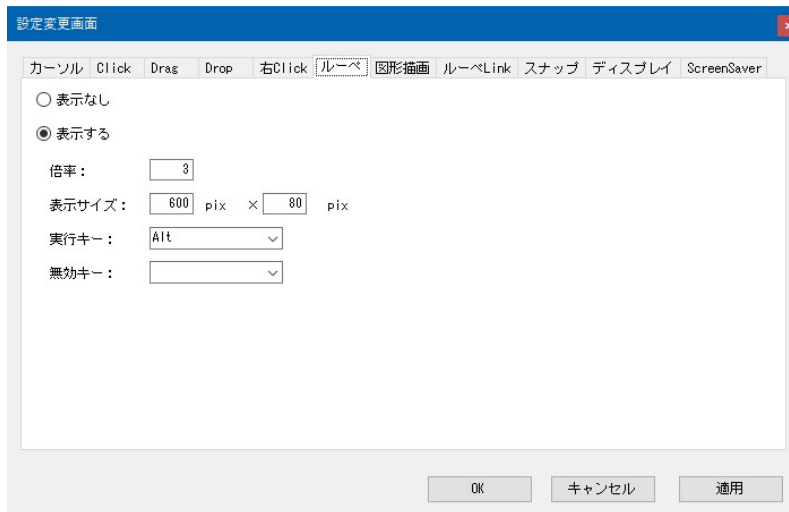 設定変更画面
カーソル Click Drag Drop 右Click ルーペ 図形描画 ルーペLink スナップ ディスプレイ ScreenSaver
表示なし
表示する
倍率： 3
表示サイズ： 600 pix × 80 pix
実行キー： Alt
無効キー：
OK キャンセル 適用